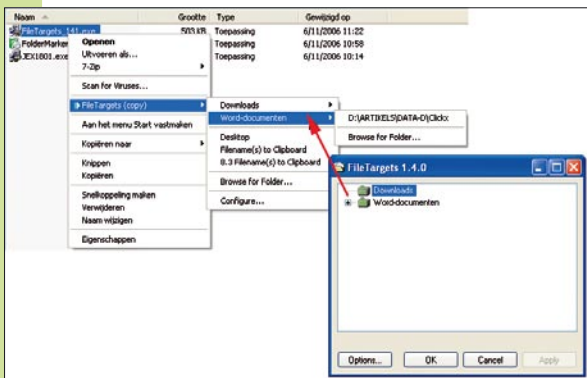 Naam Grootte Type Gewijzigd op
FileTargets_141.exe 503 KB Toepassing 6/11/2006 11:22
FolderMarker Toepassing 6/11/2006 10:58
JEX1601.exe Toepassing 6/11/2006 10:14
Openen
Uitvoeren als...
7-Zip
Scan for Viruses...
FileTargets (copy)
Aan het menu Start vastmaken
Kopiëren naar
Knippen
Kopiëren
Snelkoppeling maken
Verwijderen
Naam wijzigen
Eigenschappen
Downloads
Word-documenten
Desktop
Filename(s) to Clipboard
8.3 Filename(s) to Clipboard
Browse for Folder...
Configure...
D:\ARTIKELS\DATA-D\Clickx
Browse for Folder...
FileTargets 1.4.0
Downloads
Word-documenten
Options... OK Cancel Apply